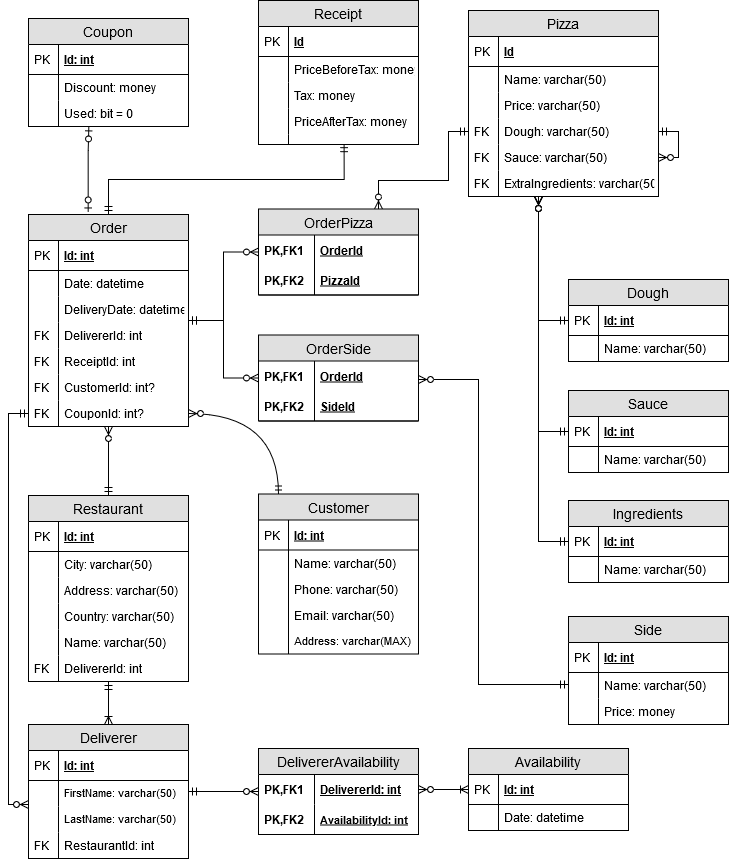 Coupon
PK Id: int
Discount: money
Used: bit = 0
Receipt
PK Id
PriceBeforeTax: mone
Tax: money
PriceAfterTax: money
Pizza
PK Id
Name: varchar(50)
Price: varchar(50)
FK Dough: varchar(50)
FK Sauce: varchar(50)
FK ExtraIngredients: varchar(50
Order
PK Id: int
Date: datetime
DeliveryDate: datetime
FK DelivererId: int
FK ReceiptId: int
FK CustomerId: int?
FK CouponId: int?
OrderPizza
PK,FK1 OrderId
PK,FK2 PizzaId
OrderSide
PK,FK1 OrderId
PK,FK2 SideId
Dough
PK Id: int
Name: varchar(50)
Sauce
PK Id: int
Name: varchar(50)
Ingredients
PK Id: int
Name: varchar(50)
Restaurant
PK Id: int
City: varchar(50)
Address: varchar(50)
Country: varchar(50)
Name: varchar(50)
FK DelivererId: int
Customer
PK Id: int
Name: varchar(50)
Phone: varchar(50)
Email: varchar(50)
Address: varchar(MAX)
Side
PK Id: int
Name: varchar(50)
Price: money
Deliverer
PK Id: int
FirstName: varchar(50)
LastName: varchar(50)
FK RestaurantId: int
DelivererAvailability
PK,FK1 DelivererId: int
PK,FK2 AvailabilityId: int
Availability
PK Id: int
Date: datetime